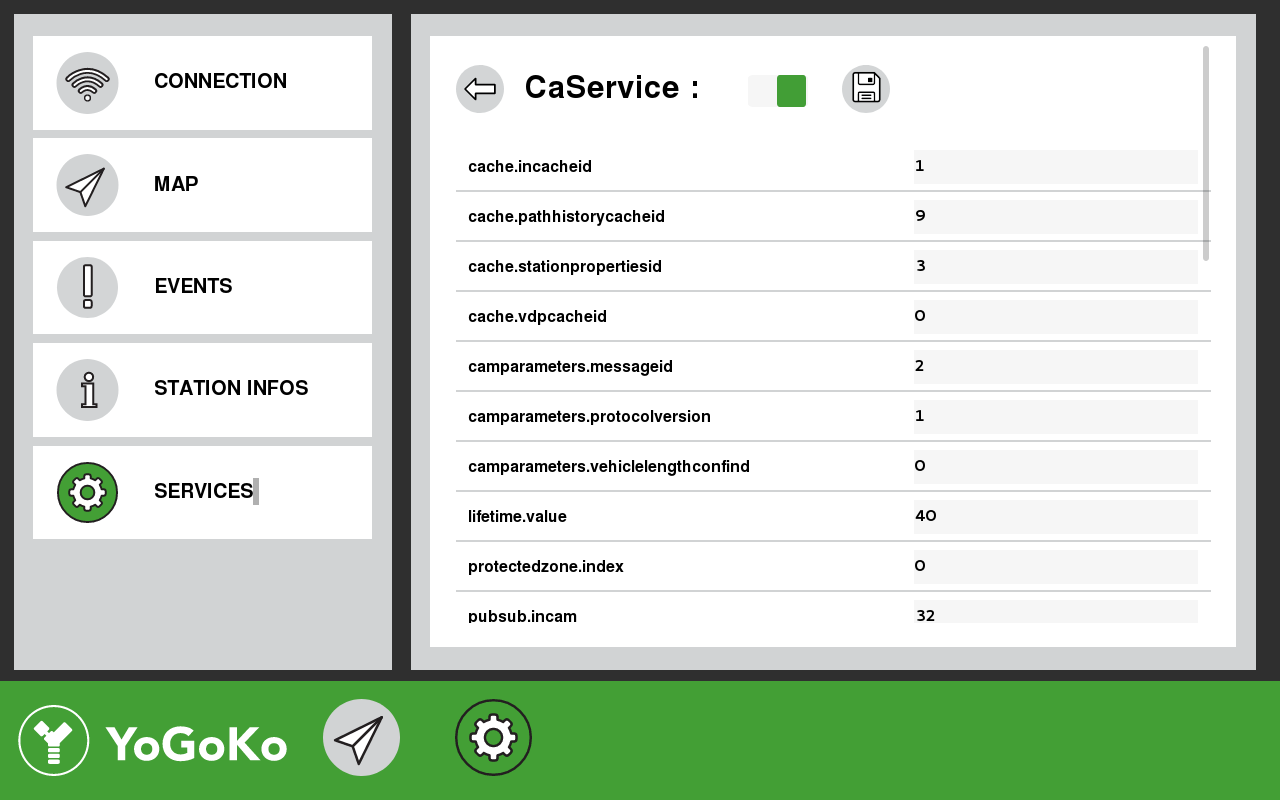 CONNECTION
MAP
EVENTS
STATION INFOS
SERVICES
CaService :
cache.incacheid 1
cache.pathhistorycacheid 9
cache.stationpropertiesid 3
cache.vdpcacheid 0
camparameters.messageid 2
camparameters.protocolversion 1
camparameters.vehiclelengthconfind 0
lifetime.value 40
protectedzone.index 0
pubsub.incam 32
YoGoKo